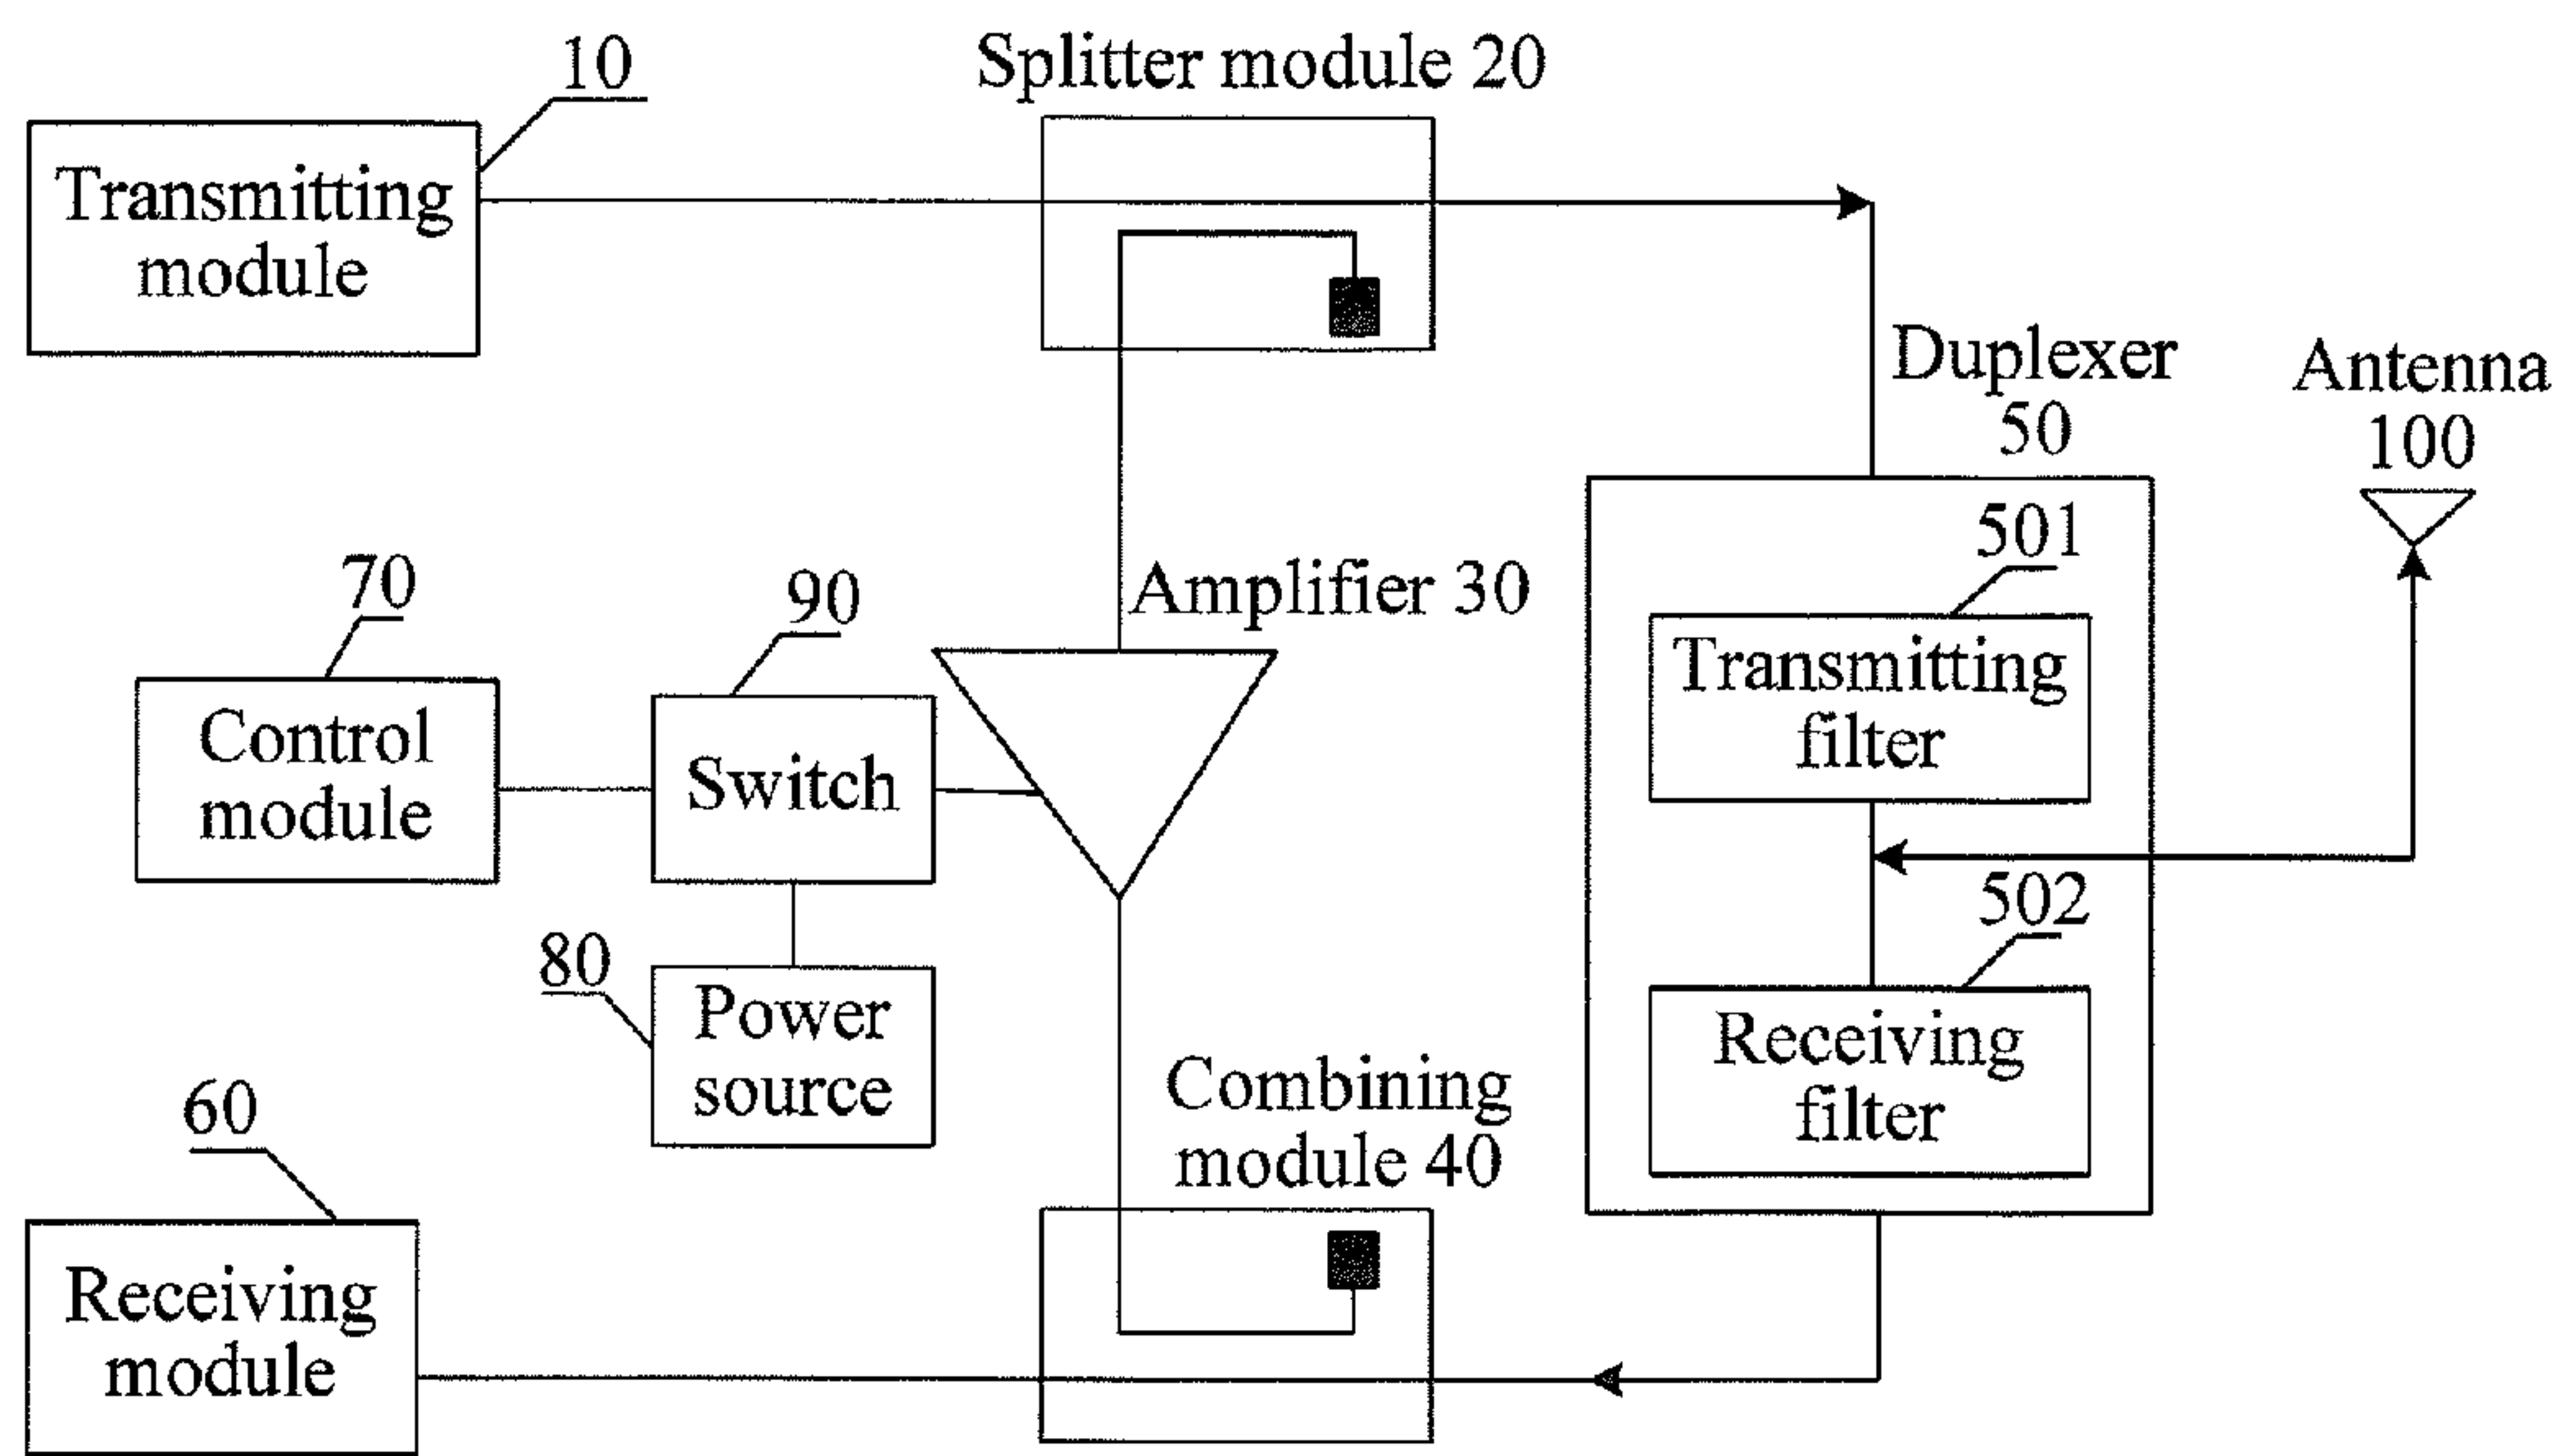 10
Splitter module 20
Transmitting
module
Duplexer
50
Antenna
100
501
Transmitting
filter
70
90
Amplifier 30
Control
module
Switch
80
Power
source
502
Receiving
filter
Combining
module 40
60
Receiving
module